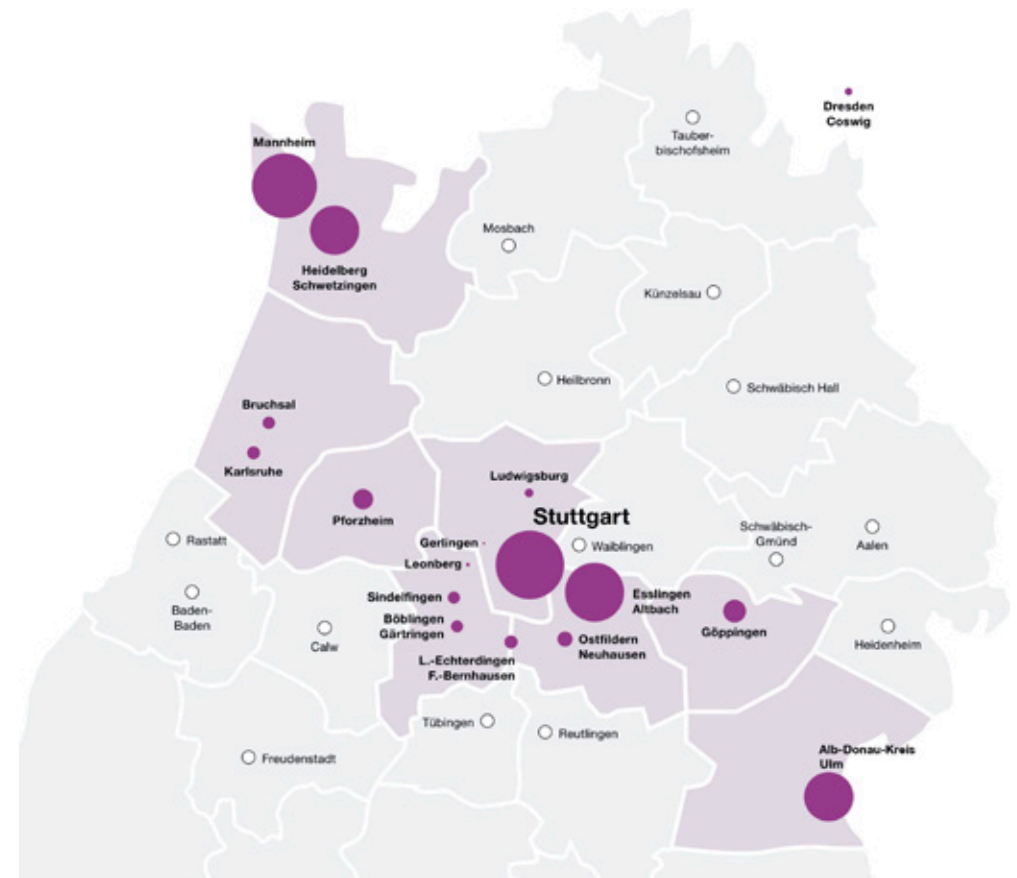 Dresden
Coswig
Tauber-
bischofsheim
Mannheim
Mosbach
Heidelberg
Schwetzingen
Künzelsau
Heilbronn
Schwäbisch Hall
Bruchsal
Karlsruhe
Ludwigsburg
Pforzheim
Stuttgart
Schwäbisch-
Gmünd
Aalen
Rastatt
Gerlingen
Waiblingen
Leonberg
Baden-
Baden
Sindelfingen
Esslingen
Altbach
Böblingen
Gärtringen
Göppingen
Calw
Ostfildern
Neuhausen
Heidenheim
L.-Echterdingen
F.-Bernhausen
Tübingen
Reutlingen
Freudenstadt
Alb-Donau-Kreis
Ulm